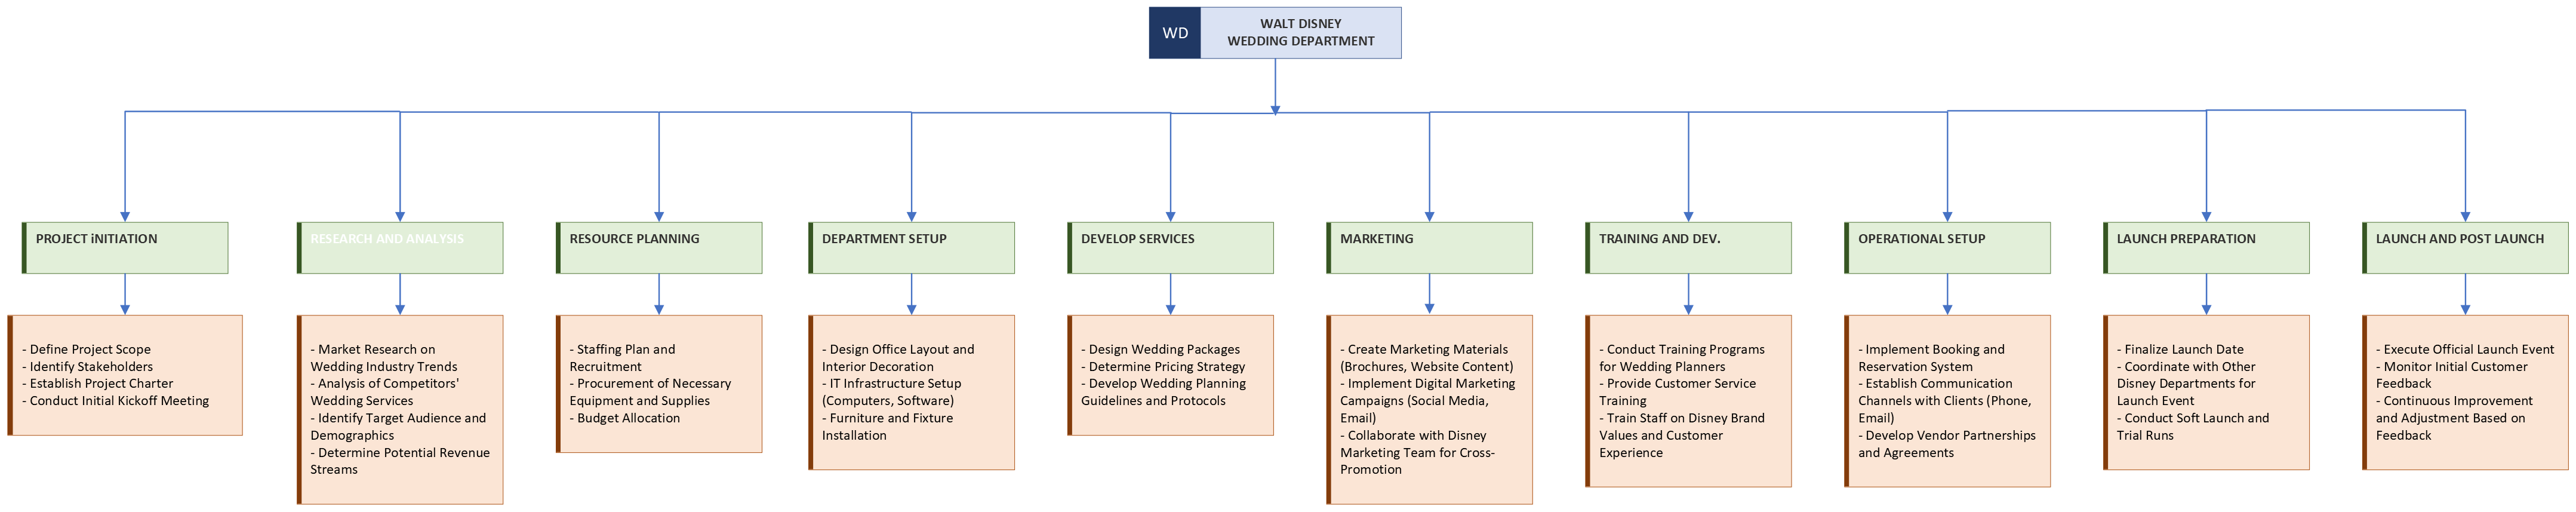 WD
WALT DISNEY
WEDDING DEPARTMENT
PROJECT iNITIATION
- Define Project Scope
- Identify Stakeholders
- Establish Project Charter
- Conduct Initial Kickoff Meeting
RESEARCH AND ANALYSIS
- Market Research on
Wedding Industry Trends
- Analysis of Competitors'
Wedding Services
- Identify Target Audience and
Demographics
- Determine Potential Revenue
Streams
RESOURCE PLANNING
- Staffing Plan and
Recruitment
- Procurement of Necessary
Equipment and Supplies
- Budget Allocation
DEPARTMENT SETUP
- Design Office Layout and
Interior Decoration
- IT Infrastructure Setup
(Computers, Software)
- Furniture and Fixture
Installation
DEVELOP SERVICES
- Design Wedding Packages
- Determine Pricing Strategy
- Develop Wedding Planning
Guidelines and Protocols
MARKETING
- Create Marketing Materials
(Brochures, Website Content)
- Implement Digital Marketing
Campaigns (Social Media,
Email)
- Collaborate with Disney
Marketing Team for Cross-
Promotion
TRAINING AND DEV.
- Conduct Training Programs
for Wedding Planners
- Provide Customer Service
Training
- Train Staff on Disney Brand
Values and Customer
Experience
OPERATIONAL SETUP
- Implement Booking and
Reservation System
- Establish Communication
Channels with Clients (Phone,
Email)
- Develop Vendor Partnerships
and Agreements
LAUNCH PREPARATION
- Finalize Launch Date
- Coordinate with Other
Disney Departments for
Launch Event
- Conduct Soft Launch and
Trial Runs
LAUNCH AND POST LAUNCH
- Execute Official Launch Event
- Monitor Initial Customer
Feedback
- Continuous Improvement
and Adjustment Based on
Feedback